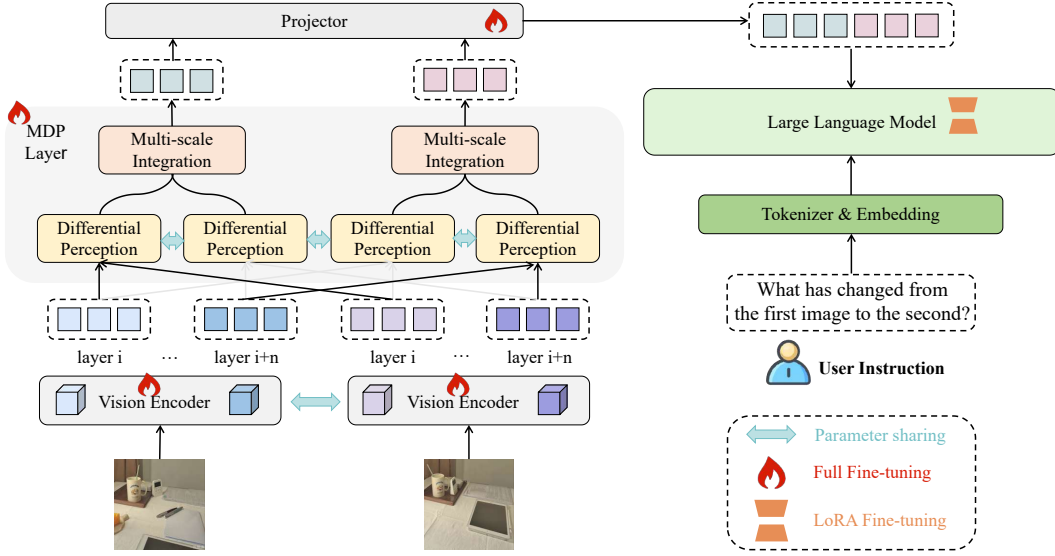 Projector
MDP
Layer
Multi-scale
Integration
Multi-scale
Integration
Large Language Model
Differential
Perception
Differential
Perception
Differential
Perception
Differential
Perception
Tokenizer & Embedding
What has changed from
the first image to the second?
layer i
...
layer i+n
layer i
...
layer i+n
User Instruction
Vision Encoder
Vision Encoder
Parameter sharing
Full Fine-tuning
LoRA Fine-tuning